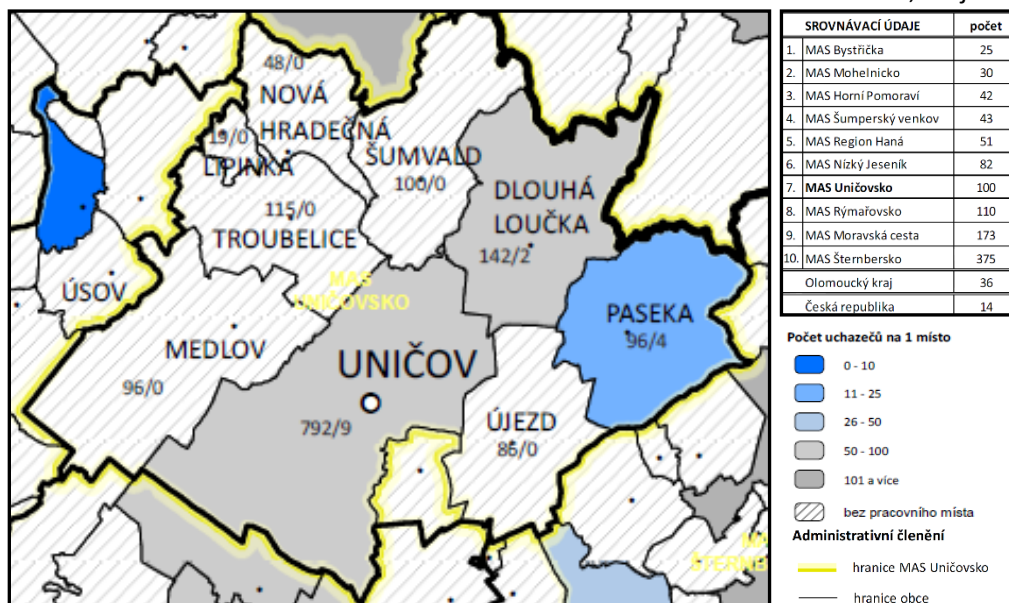 48/0
NOVÁ
HRADEČNÁ
19/0
LIPINKA
ŠUMVALD
100/0
115/0
TROUBELICE
DLOUHÁ
LOUČKA
142/2
ÚSOV
MAS
UNIČOVSKO
PASEKA
96/4
MEDLOV
96/0
UNIČOV
792/9
ÚJEZD
86/0
ŠTERNB
SROVNÁVACÍ ÚDAJE počet
1. MAS Bystřička 25
2. MAS Mohelnicko 30
3. MAS Horní Pomoraví 42
4. MAS Šumperský venkov 43
5. MAS Region Haná 51
6. MAS Nízký Jeseník 82
7. MAS Uničovsko 100
8. MAS Rýmařovsko 110
9. MAS Moravská cesta 173
10. MAS Šternbersko 375
Olomoucký kraj 36
Česká republika 14
Počet uchazečů na 1 místo
0 - 10
11 - 25
26 - 50
50 - 100
101 a více
bez pracovního místa
Administrativní členění
hranice MAS Uničovsko
hranice obce